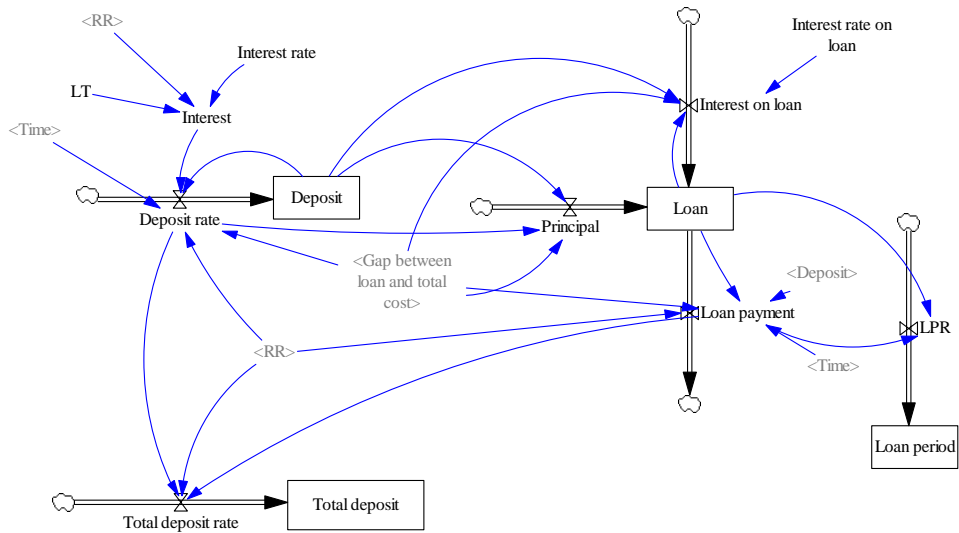 <RR>
Interest rate on
loan
Interest rate
LT
Interest on loan
Interest
<Time>
Deposit
Loan
Deposit rate
Principal
<Gap between
loan and total
cost>
<Deposit>
Loan payment
LPR
<RR>
<Time>
Loan period
Total deposit
Total deposit rate